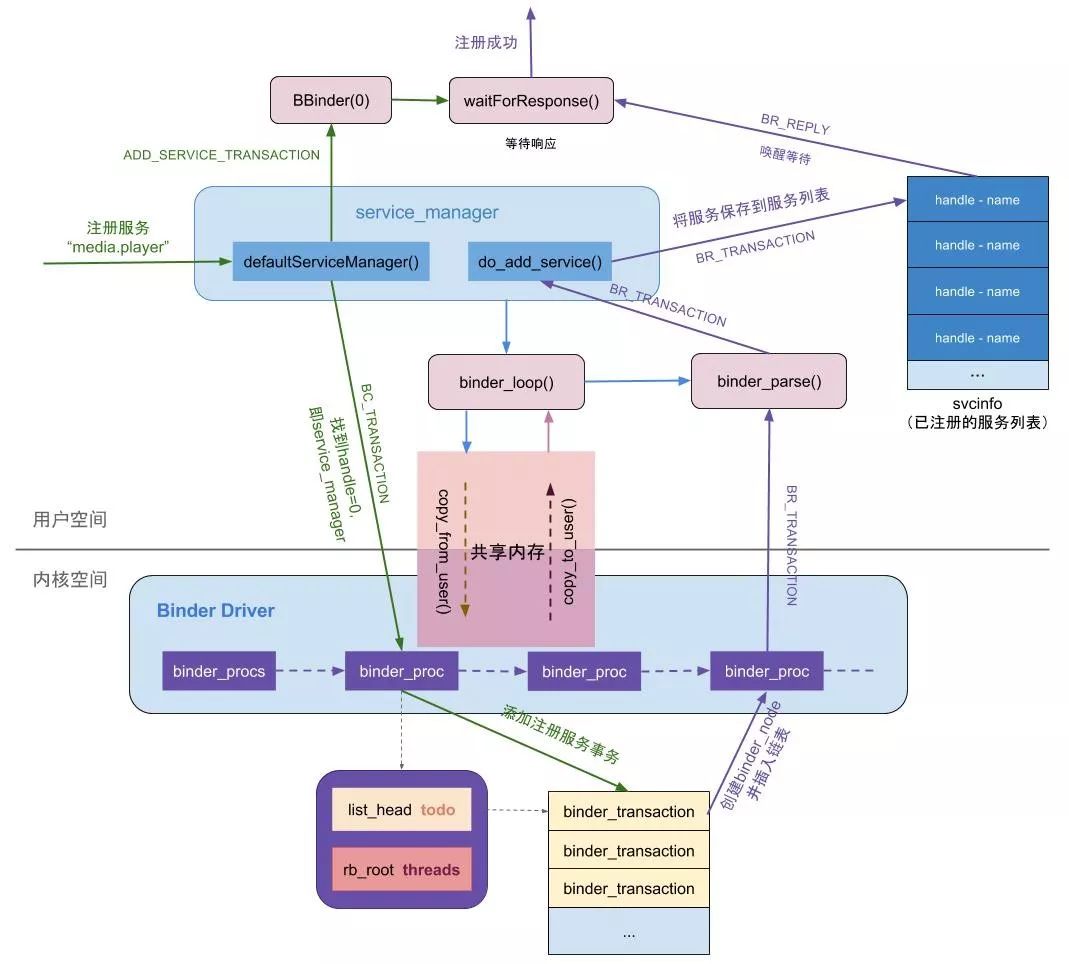 注册成功
BBinder(0)
waitForResponse()
等待响应
BR_REPLY
唤醒等待
ADD_SERVICE_TRANSACTION
service_manager
注册服务
“media.player”
defaultServiceManager()
do_add_service()
将服务保存到服务列表
BR_TRANSACTION
handle - name
handle - name
handle - name
handle - name
...
svcinfo
（已注册的服务列表）
BR_TRANSACTION
binder_loop()
binder_parse()
BC_TRANSACTION
找到handle=0,
即service_manager
copy_from_user()
共享内存
copy_to_user()
BR_TRANSACTION
用户空间
内核空间
Binder Driver
binder_procs
binder_proc
binder_proc
binder_proc
添加注册服务事务
创建binder_node
并插入链表
list_head todo
rb_root threads
binder_transaction
binder_transaction
binder_transaction
...